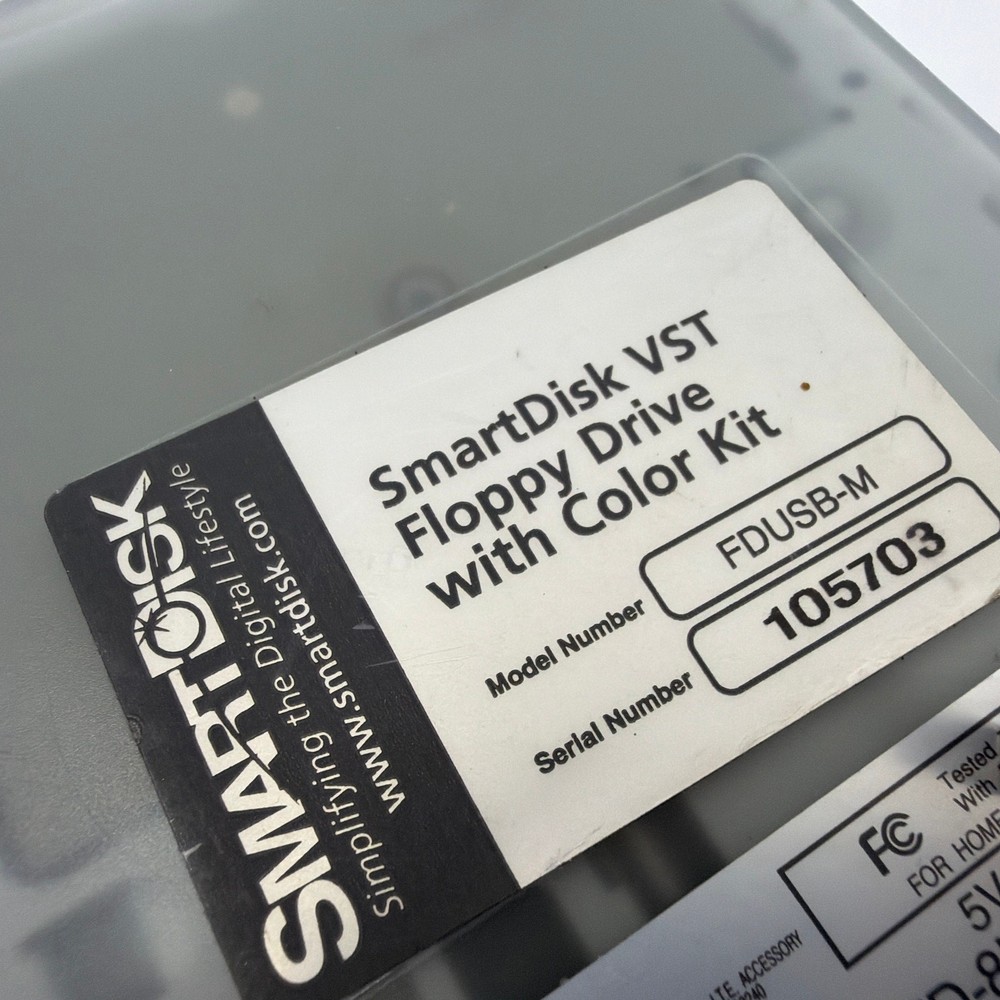 SMARTDISK
Simplifying the Digital Lifestyle
www.smartdisk.com
SmartDisk VST
Floppy Drive
with Color Kit
Model Number FDUSB-M
Serial Number 105703
FC
Tested
With
FOR HOME
5V
I.T.E. ACCESSORY